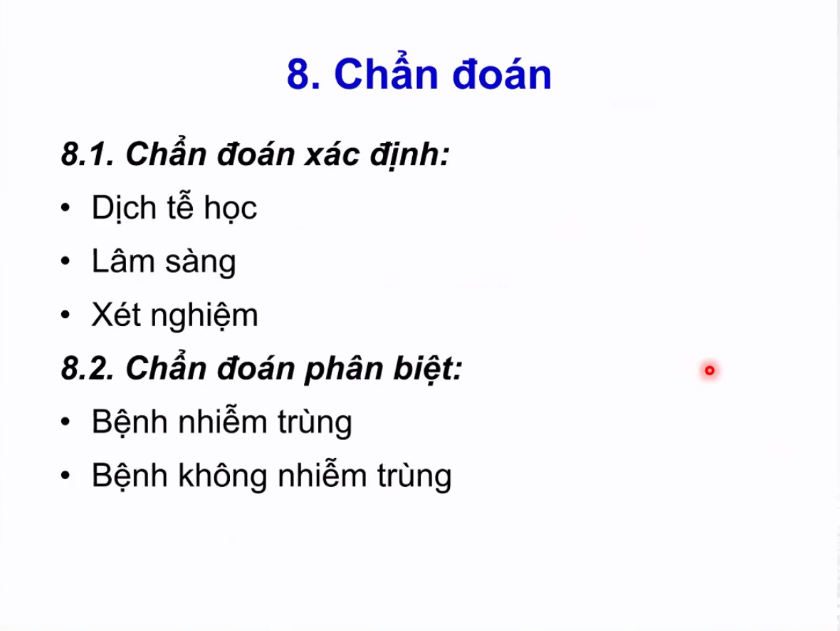 8. Chẩn đoán
8.1. Chẩn đoán xác định:
• Dịch tễ học
• Lâm sàng
• Xét nghiệm
8.2. Chẩn đoán phân biệt:
• Bệnh nhiễm trùng
• Bệnh không nhiễm trùng